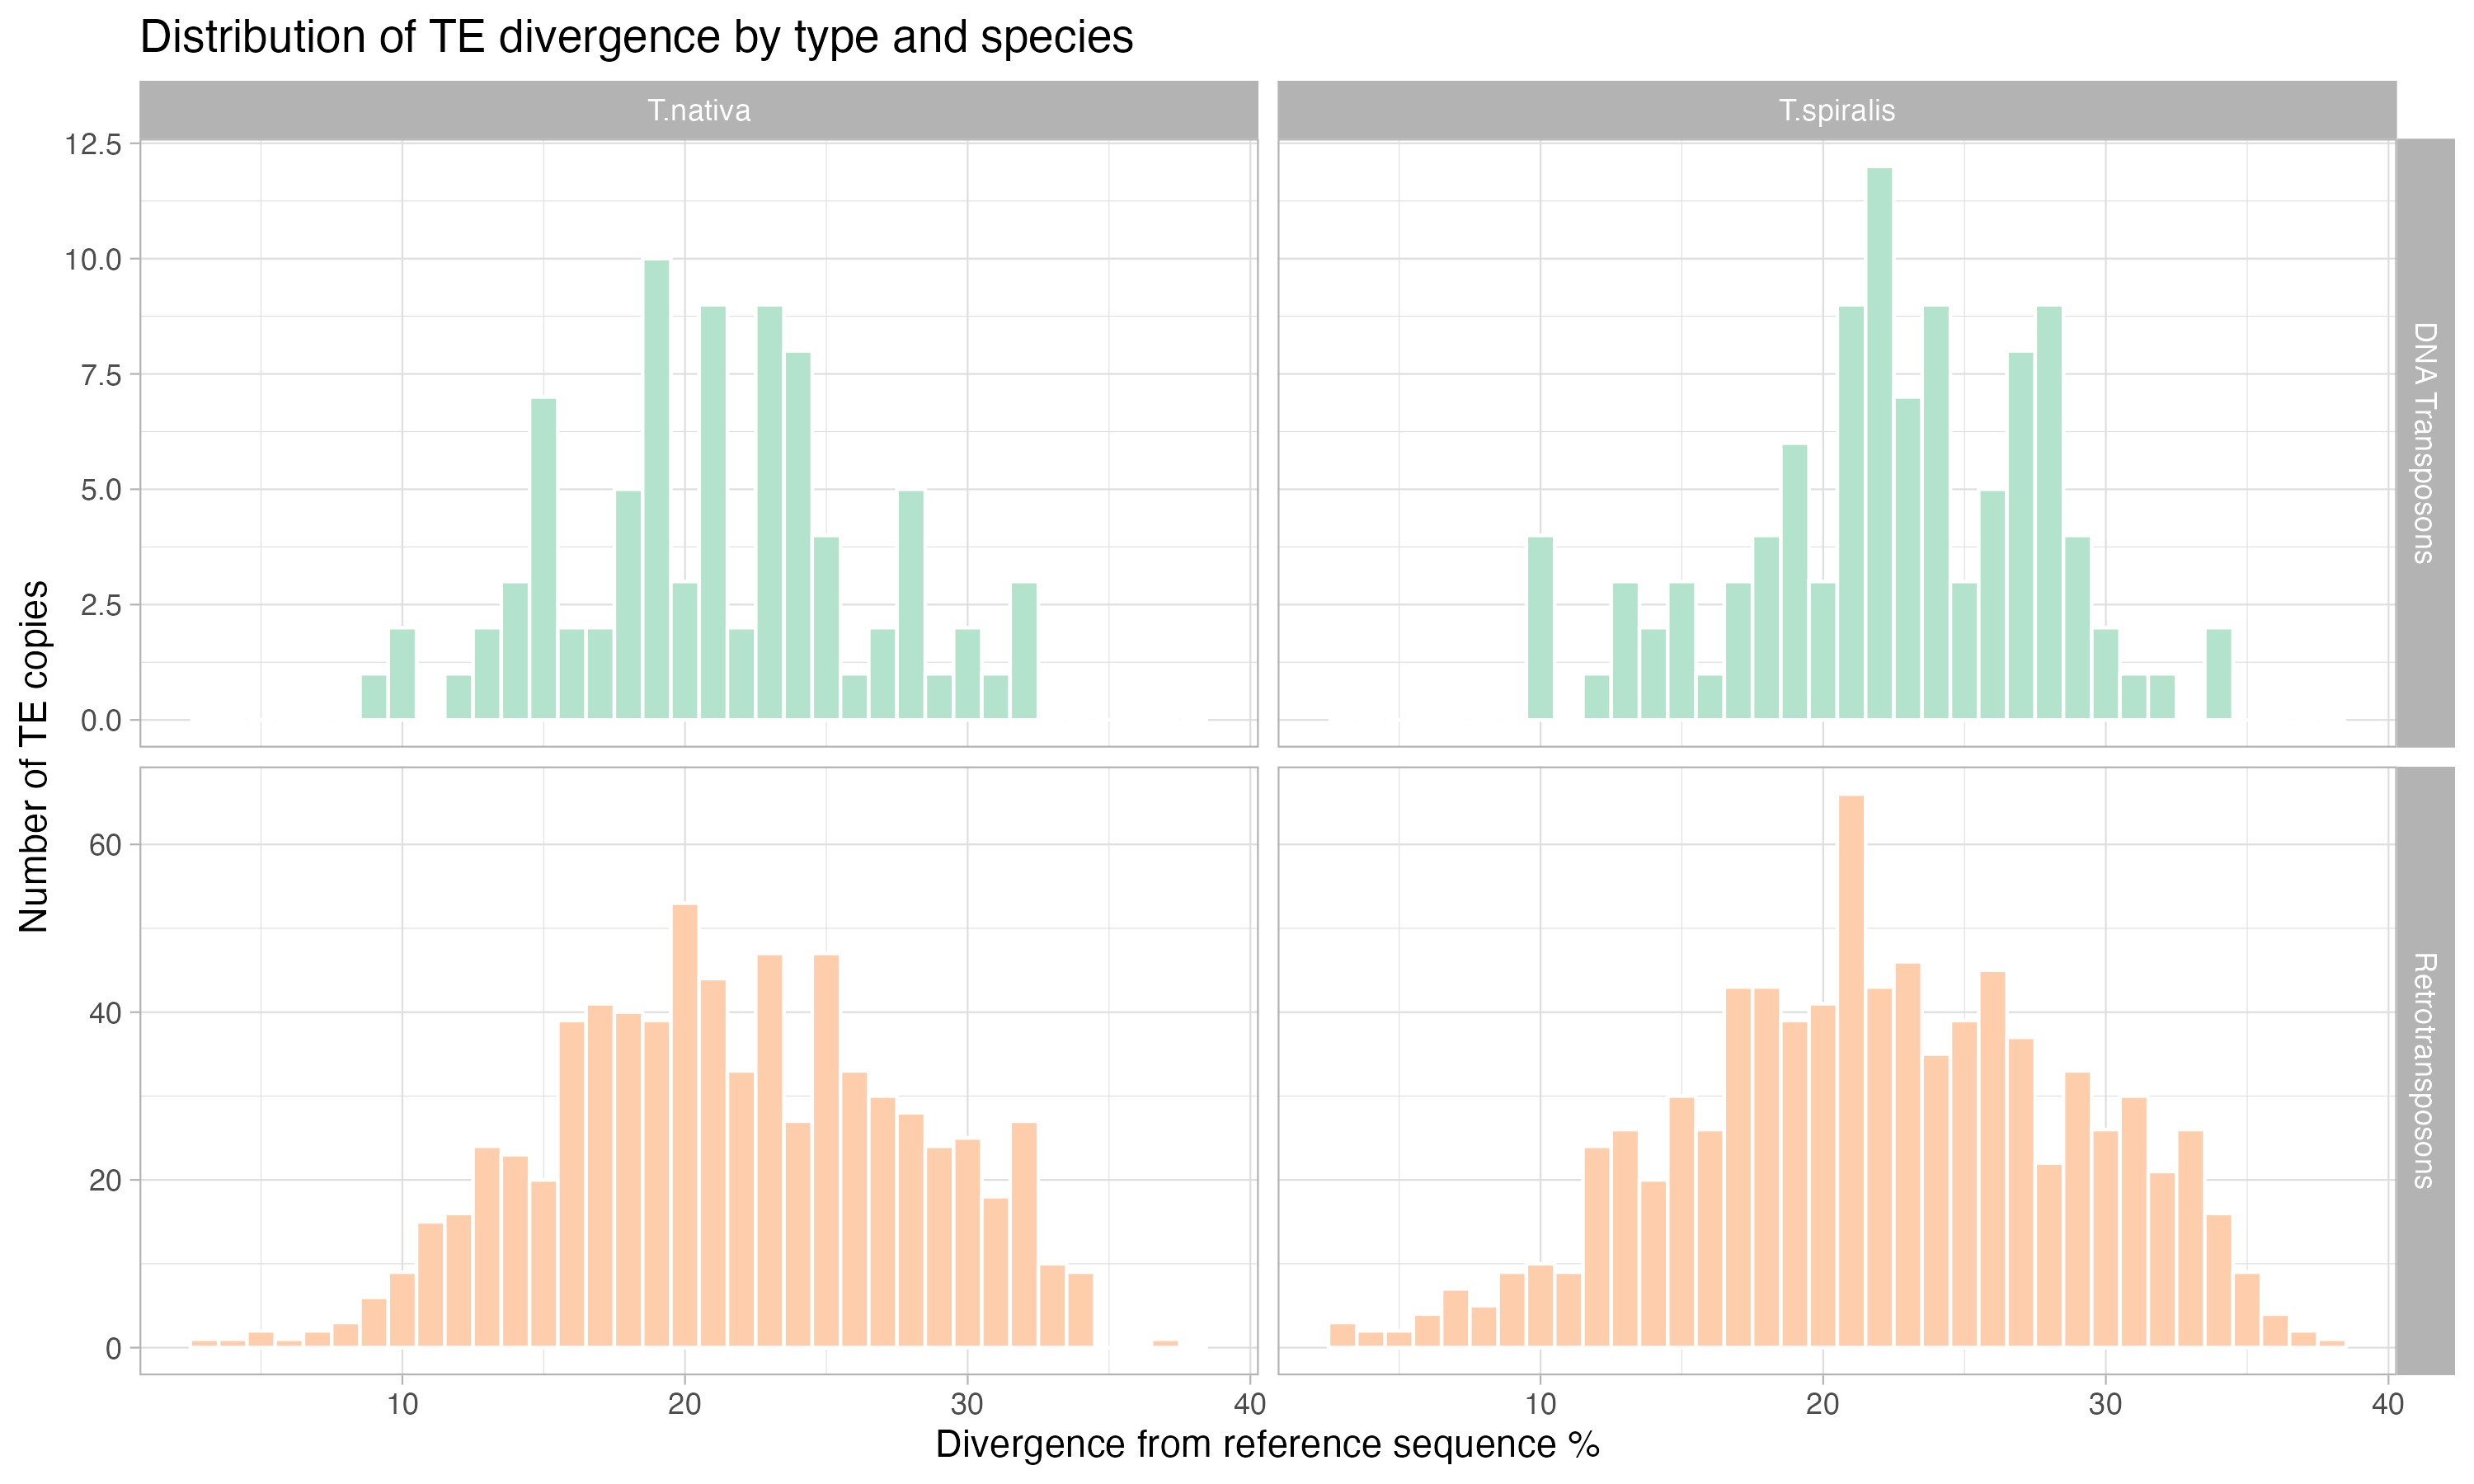 Distribution of TE divergence by type and species
T.nativa
T.spiralis
12.5
10.0
7.5
5.0
2.5
0.0
DNA Transposons
Number of TE copies
60
40
20
0
Retrotransposons
10 20 30 40 10 20 30 40
Divergence from reference sequence %